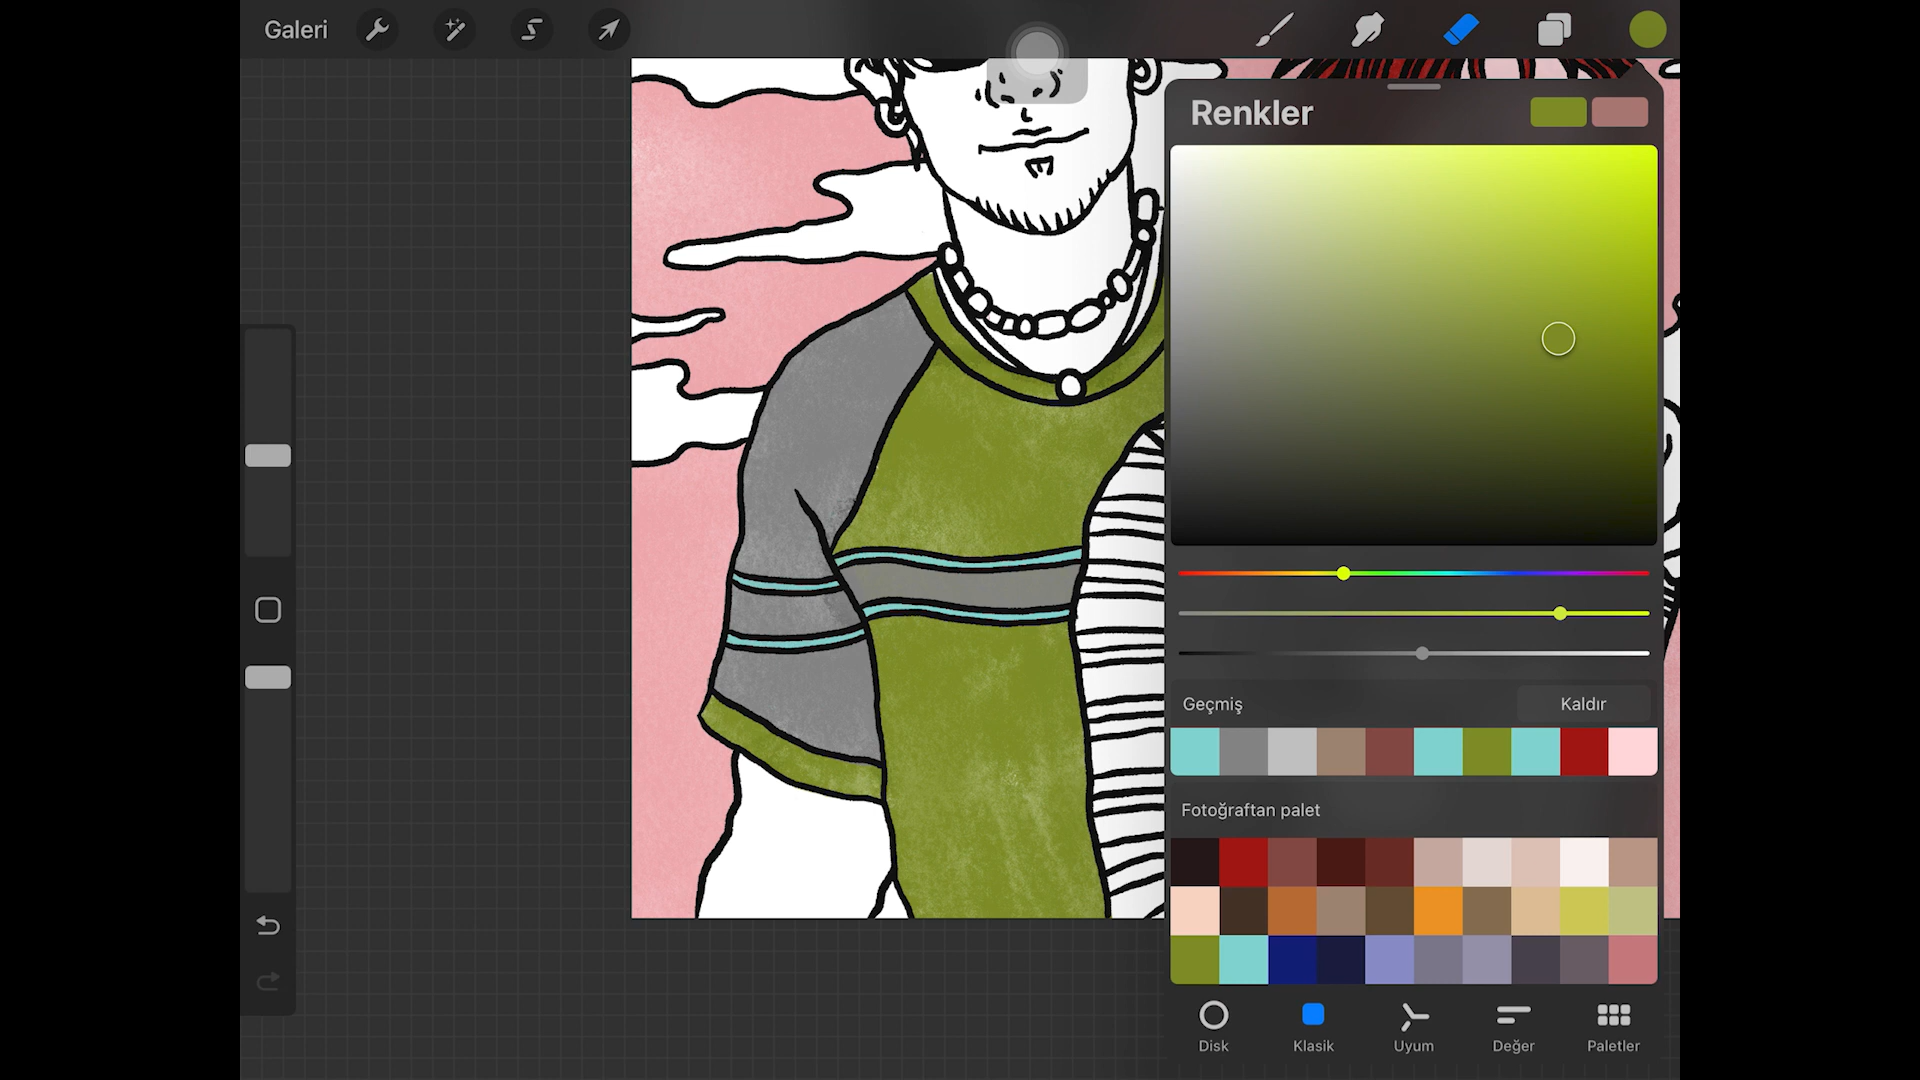 Galeri
Renkler
Geçmiş
Kaldır
Fotoğraftan palet
Disk
Klasik
Uyum
Değer
Paletler